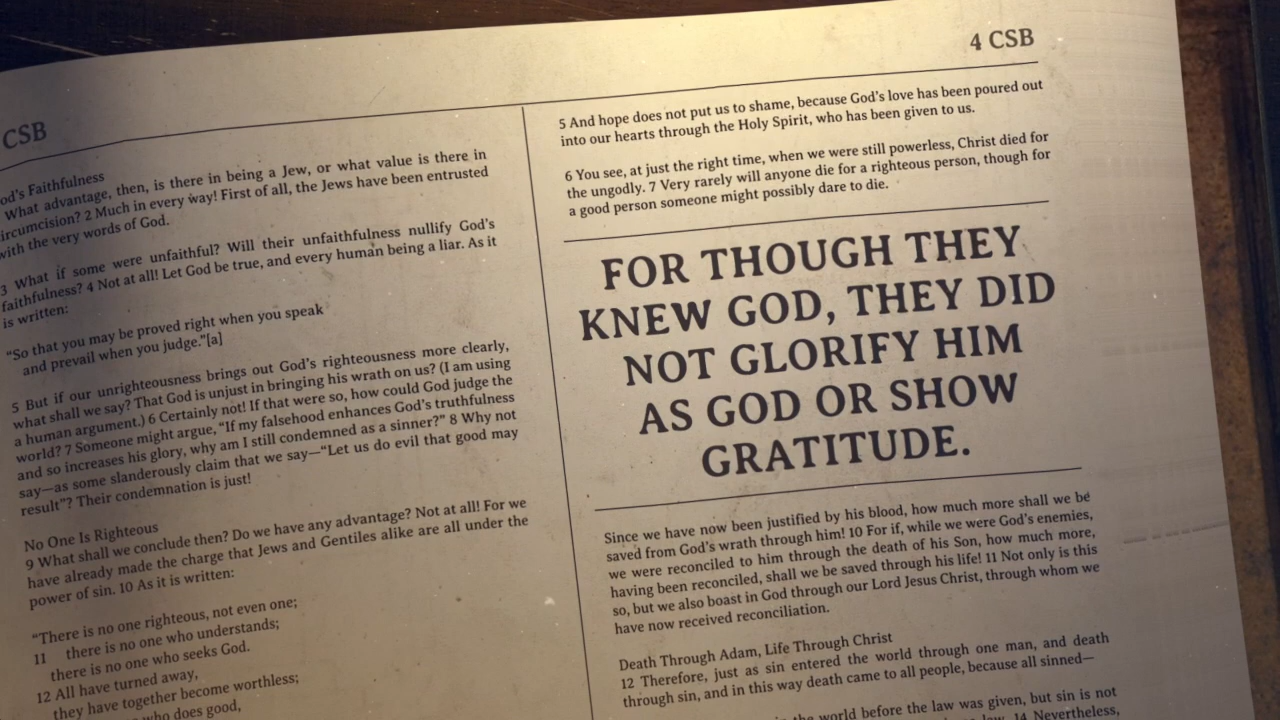 CSB
od's Faithfulness
What advantage, then, is there in being a Jew, or what value is there in
ircumcision? 2 Much in every way! First of all, the Jews have been entrusted
with the very words of God.
3 What if some were unfaithful? Will their unfaithfulness nullify God's
faithfulness? 4 Not at all! Let God be true, and every human being a liar. As it
is written:
“So that you may be proved right when you speak
and prevail when you judge.”[a]
5 But if our unrighteousness brings out God's righteousness more clearly,
what shall we say? That God is unjust in bringing his wrath on us? (I am using
a human argument.) 6 Certainly not! If that were so, how could God judge the
world? 7 Someone might argue, “If my falsehood enhances God's truthfulness
and so increases his glory, why am I still condemned as a sinner?” 8 Why not
say—as some slanderously claim that we say—“Let us do evil that good may
result”? Their condemnation is just!
No One Is Righteous
9 What shall we conclude then? Do we have any advantage? Not at all! For we
have already made the charge that Jews and Gentiles alike are all under the
power of sin. 10 As it is written:
“There is no one righteous, not even one;
11 there is no one who understands;
there is no one who seeks God.
12 All have turned away,
they have together become worthless;
who does good,
4 CSB
5 And hope does not put us to shame, because God's love has been poured out
into our hearts through the Holy Spirit, who has been given to us.
6 You see, at just the right time, when we were still powerless, Christ died for
the ungodly. 7 Very rarely will anyone die for a righteous person, though for
a good person someone might possibly dare to die.
FOR THOUGH THEY
KNEW GOD, THEY DID
NOT GLORIFY HIM
AS GOD OR SHOW
GRATITUDE.
Since we have now been justified by his blood, how much more shall we be
saved from God's wrath through him! 10 For if, while we were God's enemies,
we were reconciled to him through the death of his Son, how much more,
having been reconciled, shall we be saved through his life! 11 Not only is this
so, but we also boast in God through our Lord Jesus Christ, through whom we
have now received reconciliation.
Death Through Adam, Life Through Christ
12 Therefore, just as sin entered the world through one man, and death
through sin, and in this way death came to all people, because all sinned—
the world before the law was given, but sin is not
law. 14 Nevertheless,